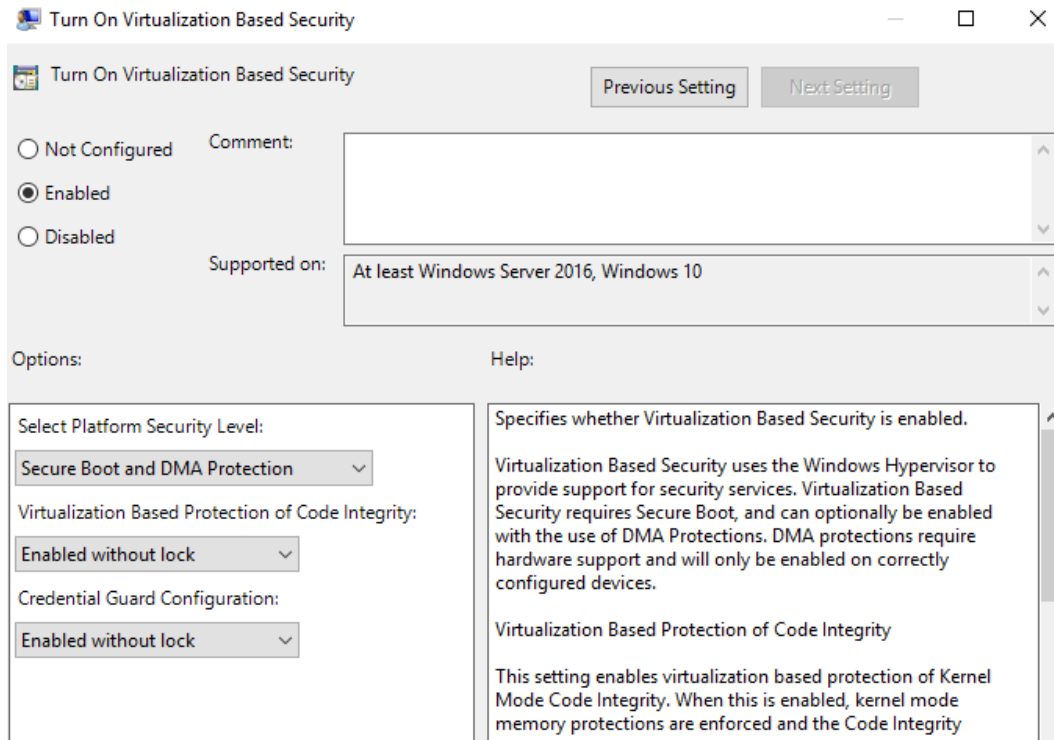 Turn On Virtualization Based Security
Turn On Virtualization Based Security
Previous Setting
Next Setting
Not Configured
Comment:
Enabled
Disabled
Supported on:
At least Windows Server 2016, Windows 10
Options:
Help:
Select Platform Security Level:
Secure Boot and DMA Protection
Virtualization Based Protection of Code Integrity:
Enabled without lock
Credential Guard Configuration:
Enabled without lock
Specifies whether Virtualization Based Security is enabled.
Virtualization Based Security uses the Windows Hypervisor to
provide support for security services. Virtualization Based
Security requires Secure Boot, and can optionally be enabled
with the use of DMA Protections. DMA protections require
hardware support and will only be enabled on correctly
configured devices.
Virtualization Based Protection of Code Integrity
This setting enables virtualization based protection of Kernel
Mode Code Integrity. When this is enabled, kernel mode
memory protections are enforced and the Code Integrity